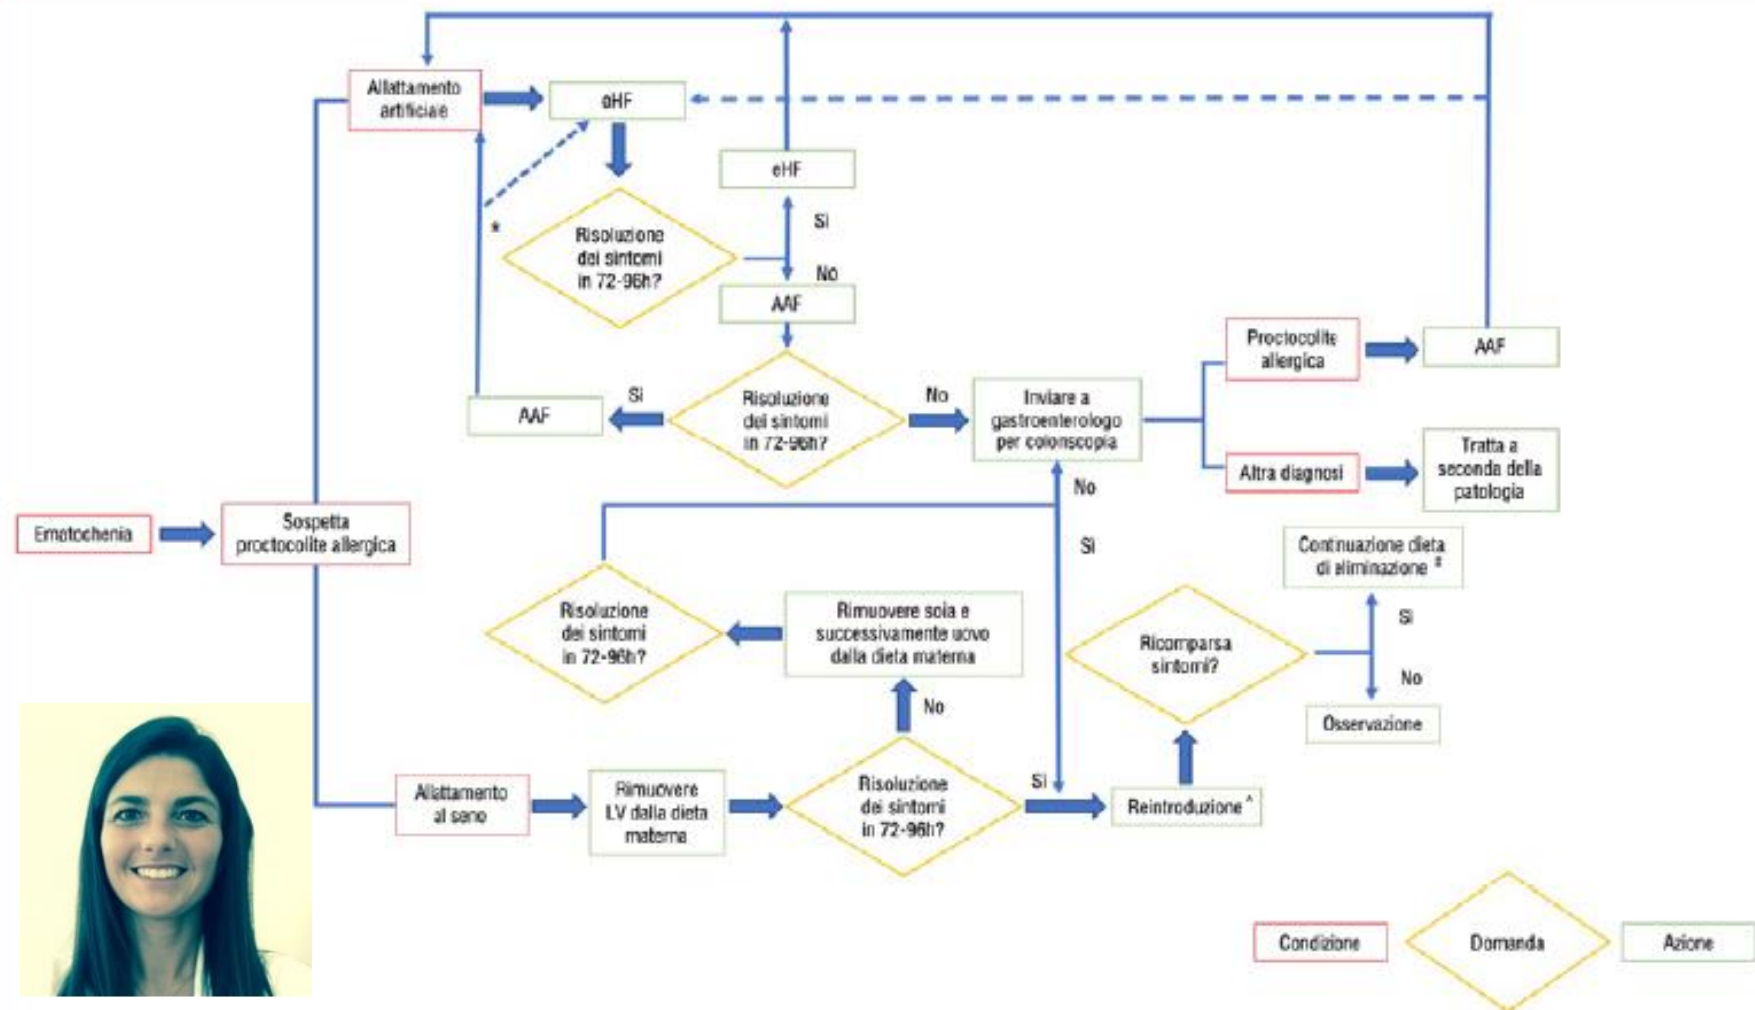 Allattamento
artificiale
eHF
eHF
Risoluzione
dei sintomi
in 72-96h?
*
Sì
No
AAF
Proctocolite
allergica
AAF
AAF
Sì
Risoluzione
dei sintomi
in 72-96h?
No
Inviare a
gastroenterologo
per colonscopia
Altra diagnosi
Tratta a
seconda della
patologia
Ematochenia
Sospetta
proctocolite allergica
No
Sì
Continuazione dieta
di eliminazione
Risoluzione
dei sintomi
in 72-96h?
Rimuovere soia e
successivamente uovo
dalla dieta materna
Ricomparsa
sintomi?
Sì
No
Osservazione
No
Allattamento
al seno
Rimuovere
LV dalla dieta
materna
Risoluzione
dei sintomi
in 72-96h?
Sì
Reintroduzione ^
Condizione
Domanda
Azione